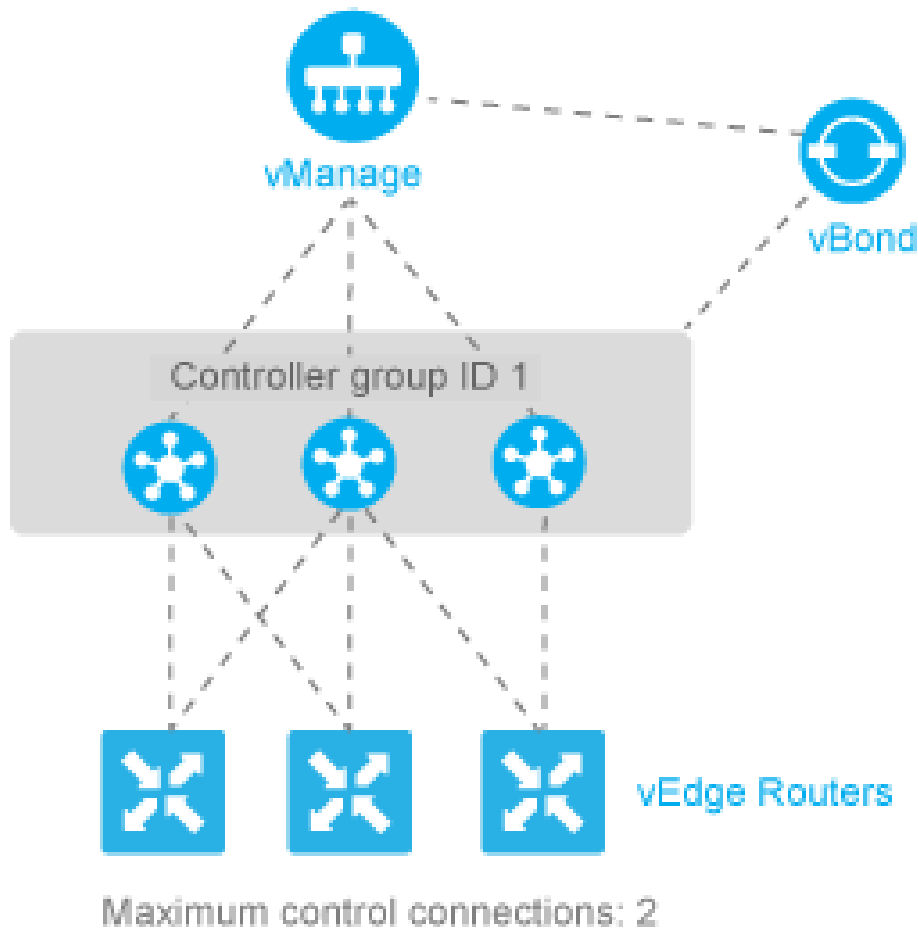 vManage
vBond
Controller group ID 1
vEdge Routers
Maximum control connections: 2